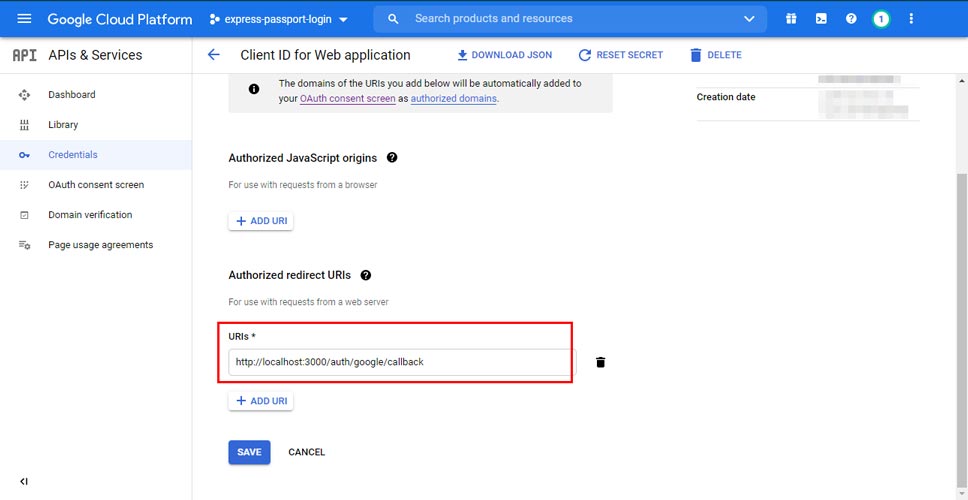 Google Cloud Platform
express-passport-login
Search products and resources
1
API
APIs & Services
Client ID for Web application
DOWNLOAD JSON
RESET SECRET
DELETE
Dashboard
Library
Credentials
OAuth consent screen
Domain verification
Page usage agreements
The domains of the URIs you add below will be automatically added to
your OAuth consent screen as authorized domains.
Creation date
Authorized JavaScript origins
For use with requests from a browser
ADD URI
Authorized redirect URIs
For use with requests from a web server
URIs *
http://localhost:3000/auth/google/callback
ADD URI
SAVE
CANCEL